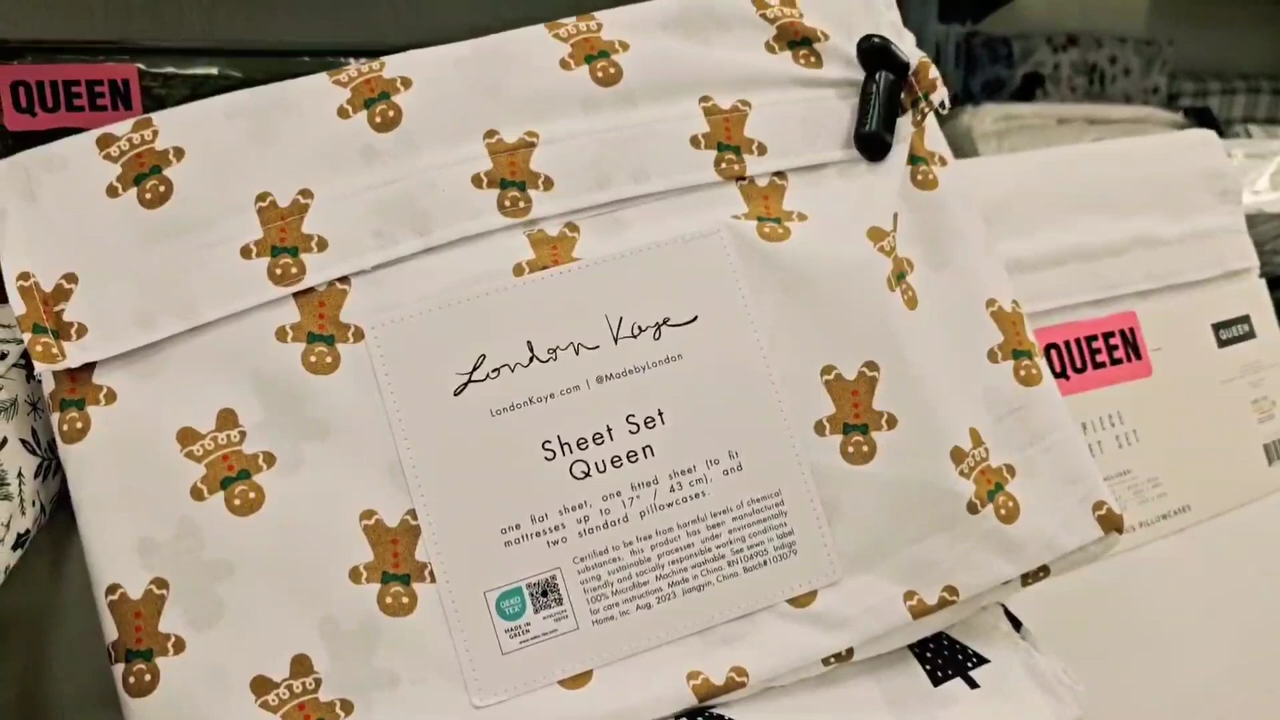 QUEEN
London Kaye
LondonKaye.com | @MadebyLondon
Sheet Set
Queen
one flat sheet, one fitted sheet (to fit
mattresses up to 17" / 43 cm), and
two standard pillowcases.
Certified to be free from harmful levels of chemical
substances, this product has been manufactured
using sustainable processes under environmentally
friendly and socially responsible working conditions
100% Microfiber. Machine washable. See sewn in label
for care instructions. Made in China. RN104905 Indigo
Home, Inc. Aug, 2023. Jiangyin, China. Batch#103079
OEKO
TEX®
MADE IN
GREEN
QUEEN
QUEEN
PIECE
SET
PILLOWCASES